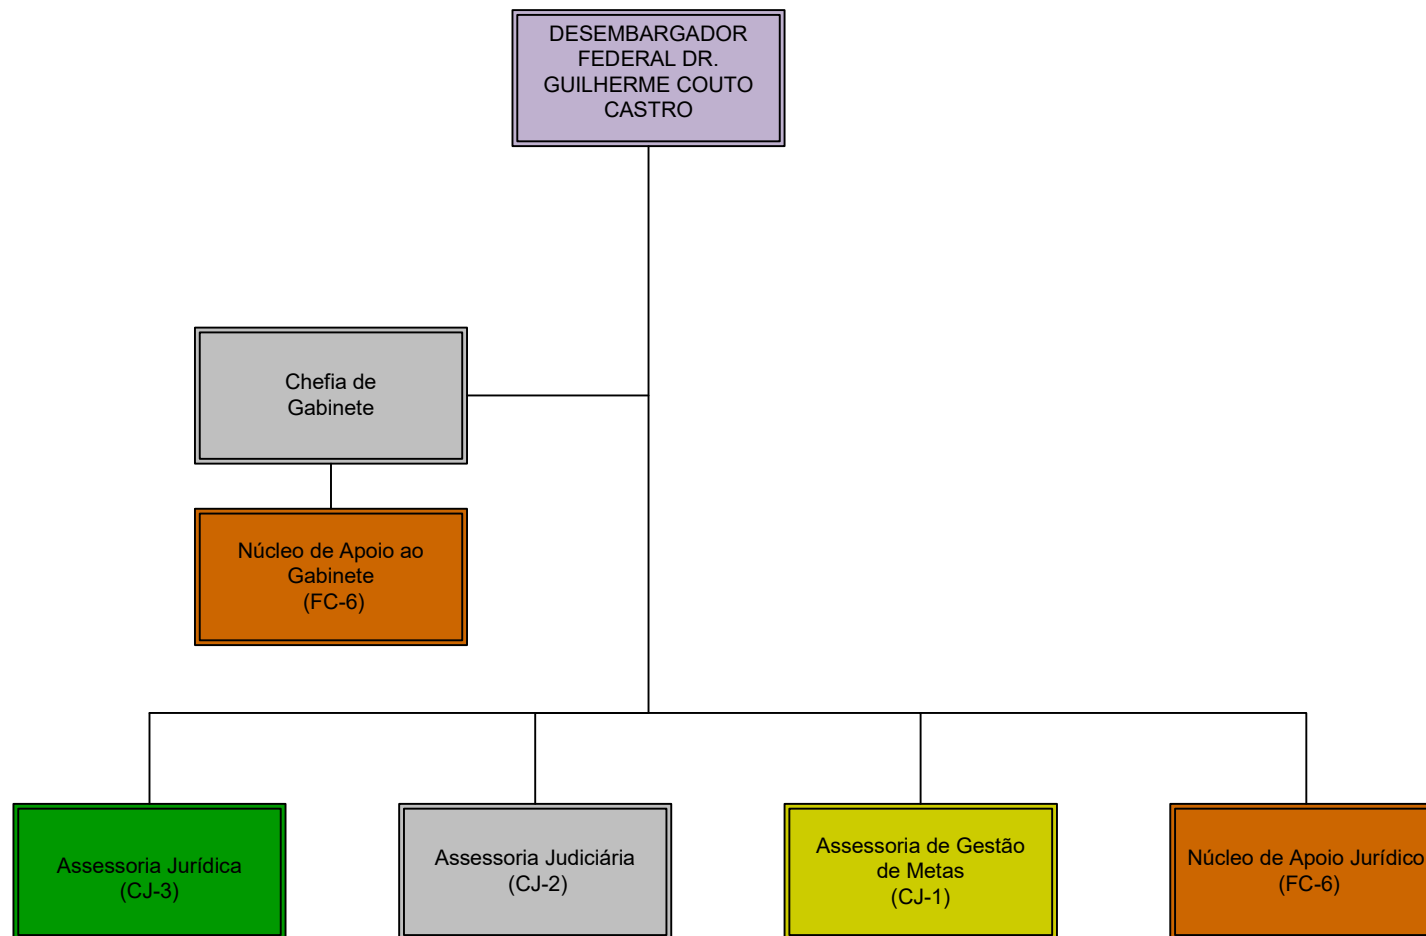 DESEMBARGADOR
FEDERAL DR.
GUILHERME COUTO
CASTRO
Chefia de
Gabinete
Núcleo de Apoio ao
Gabinete
(FC-6)
Assessoria Jurídica
(CJ-3)
Assessoria Judiciária
(CJ-2)
Assessoria de Gestão
de Metas
(CJ-1)
Núcleo de Apoio Jurídico
(FC-6)